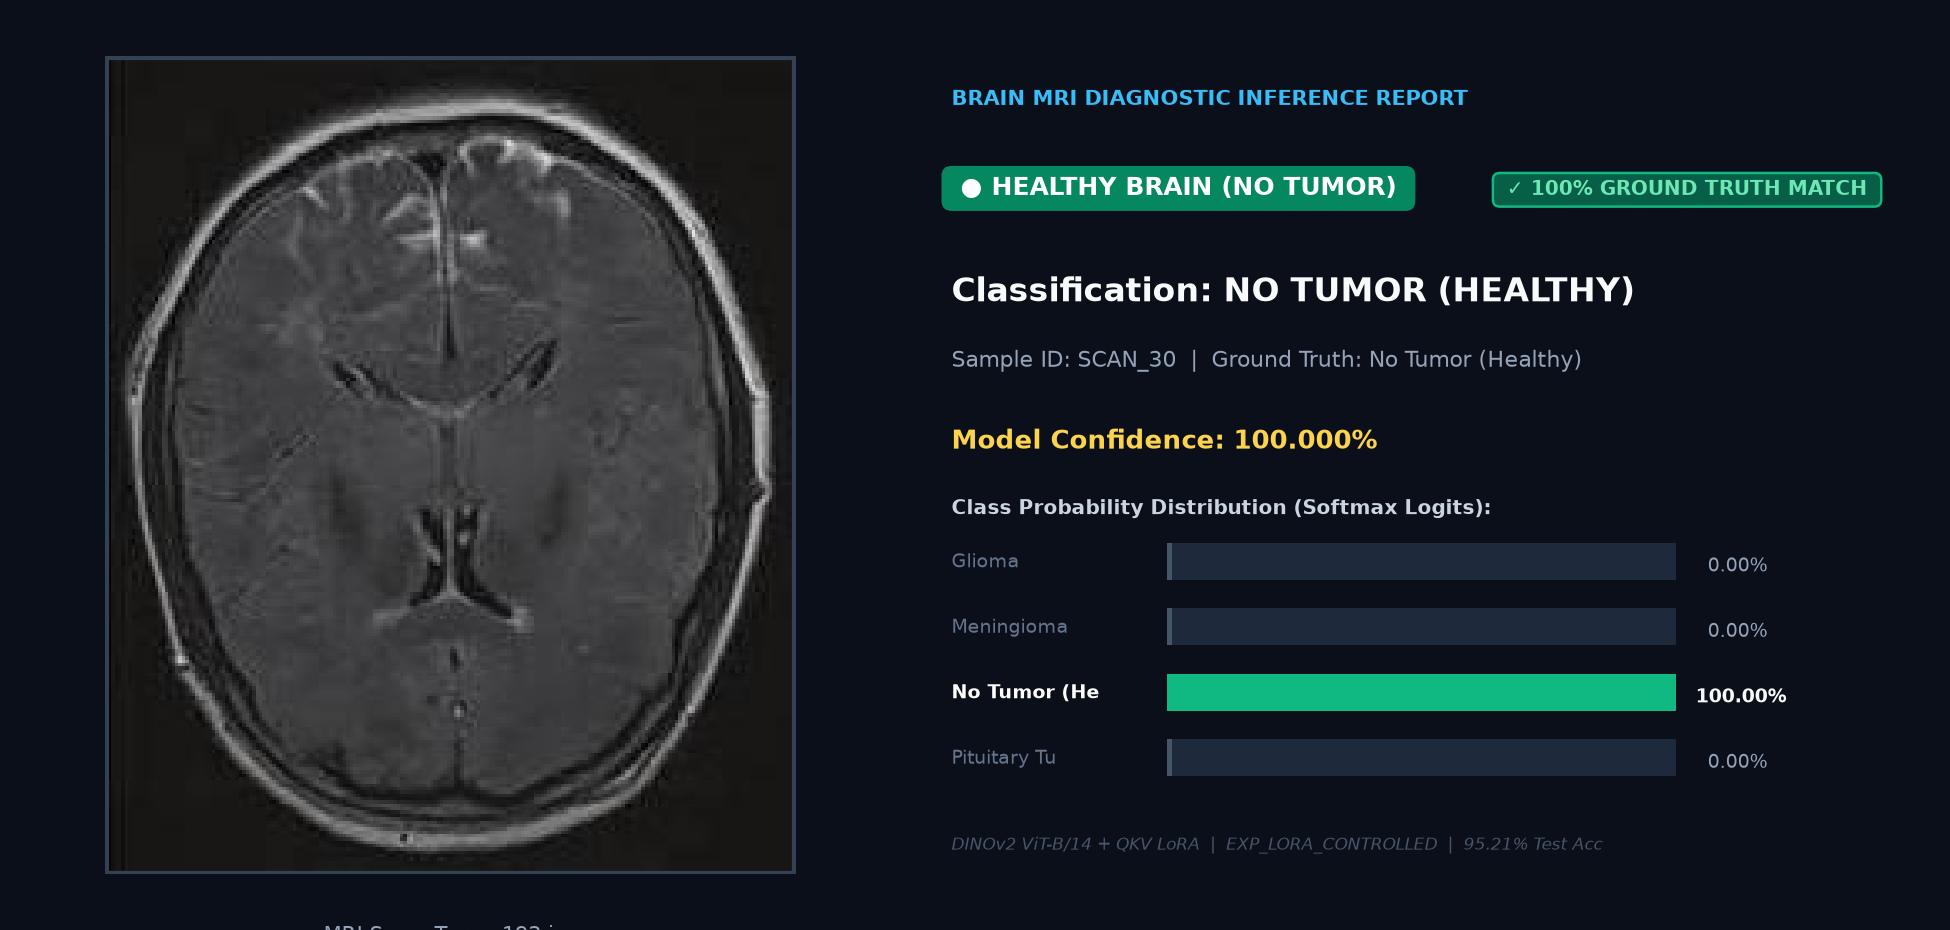 BRAIN MRI DIAGNOSTIC INFERENCE REPORT
● HEALTHY BRAIN (NO TUMOR)
✓ 100% GROUND TRUTH MATCH
Classification: NO TUMOR (HEALTHY)
Sample ID: SCAN_30 | Ground Truth: No Tumor (Healthy)
Model Confidence: 100.000%
Class Probability Distribution (Softmax Logits):
Glioma 0.00%
Meningioma 0.00%
No Tumor (He 100.00%
Pituitary Tu 0.00%
DINOv2 ViT-B/14 + QKV LoRA | EXP_LORA_CONTROLLED | 95.21% Test Acc